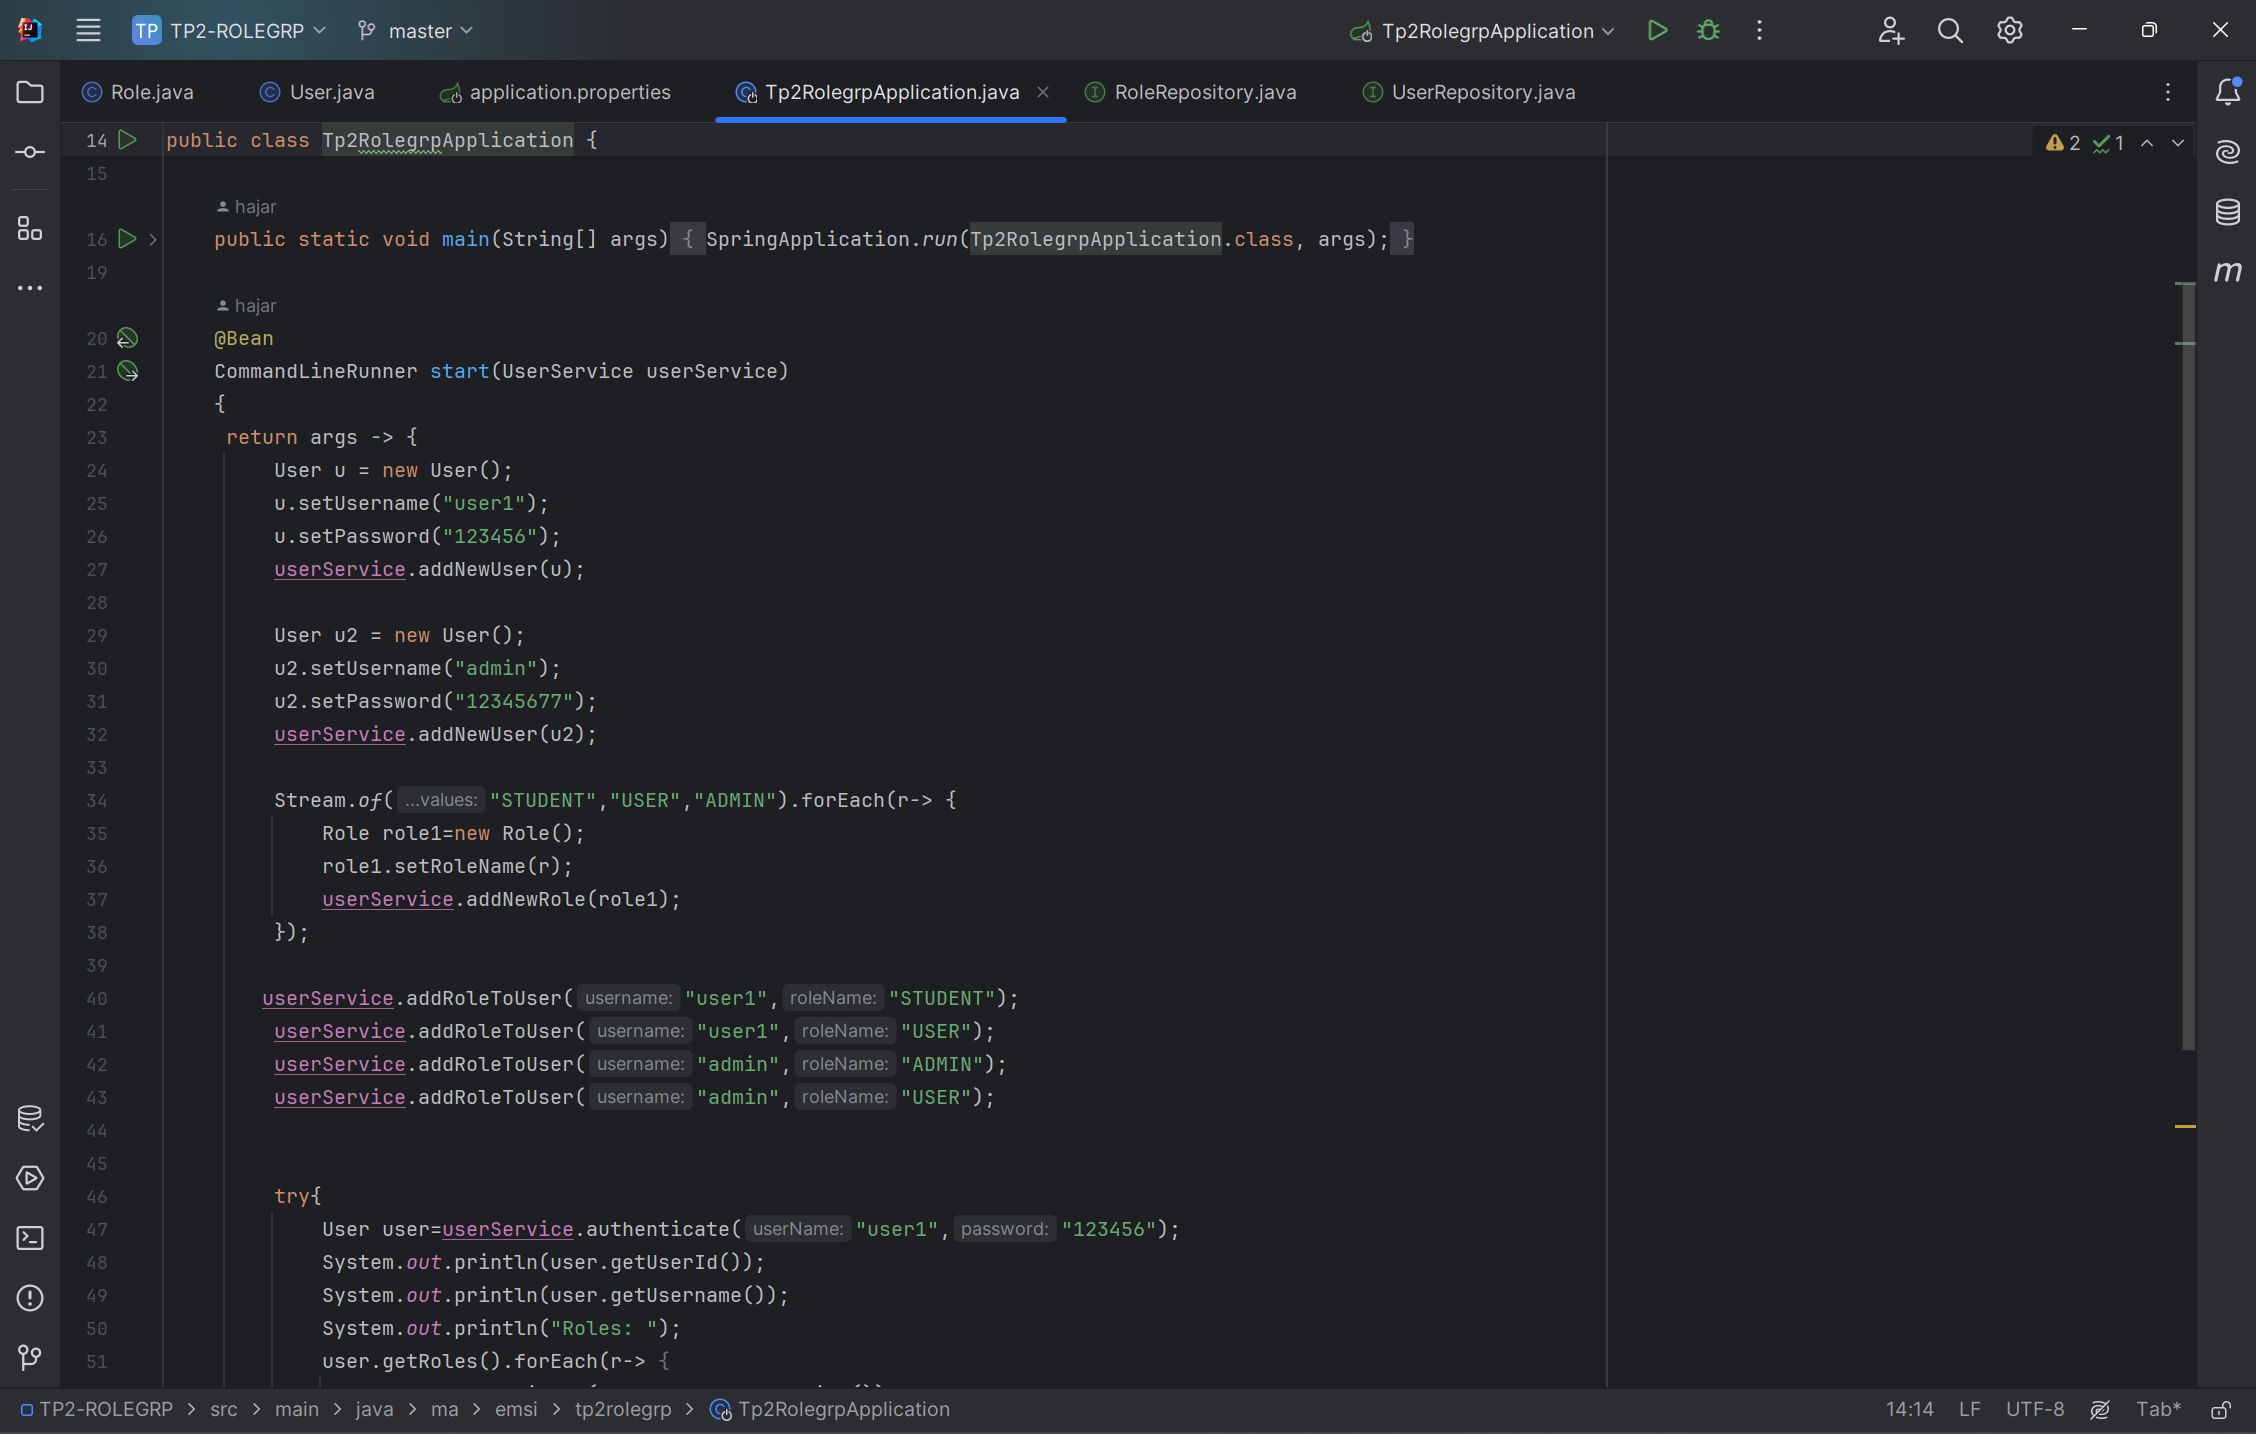 TP TP2-ROLEGRP master Tp2RolegrpApplication
Role.java User.java application.properties Tp2RolegrpApplication.java RoleRepository.java UserRepository.java
14 public class Tp2RolegrpApplication { 2 1
15
hajar
16 public static void main(String[] args) { SpringApplication.run(Tp2RolegrpApplication.class, args); }
19
hajar
20 @Bean
21 CommandLineRunner start(UserService userService)
22 {
23 return args -> {
24 User u = new User();
25 u.setUsername("user1");
26 u.setPassword("123456");
27 userService.addNewUser(u);
28
29 User u2 = new User();
30 u2.setUsername("admin");
31 u2.setPassword("12345677");
32 userService.addNewUser(u2);
33
34 Stream.of( ...values: "STUDENT","USER","ADMIN").forEach(r-> {
35 Role role1=new Role();
36 role1.setRoleName(r);
37 userService.addNewRole(role1);
38 });
39
40 userService.addRoleToUser( username: "user1", roleName: "STUDENT");
41 userService.addRoleToUser( username: "user1", roleName: "USER");
42 userService.addRoleToUser( username: "admin", roleName: "ADMIN");
43 userService.addRoleToUser( username: "admin", roleName: "USER");
44
45
46 try{
47 User user=userService.authenticate( userName: "user1", password: "123456");
48 System.out.println(user.getUserId());
49 System.out.println(user.getUsername());
50 System.out.println("Roles: ");
51 user.getRoles().forEach(r-> {
TP2-ROLEGRP > src > main > java > ma > emsi > tp2rolegrp > Tp2RolegrpApplication 14:14 LF UTF-8 Tab*